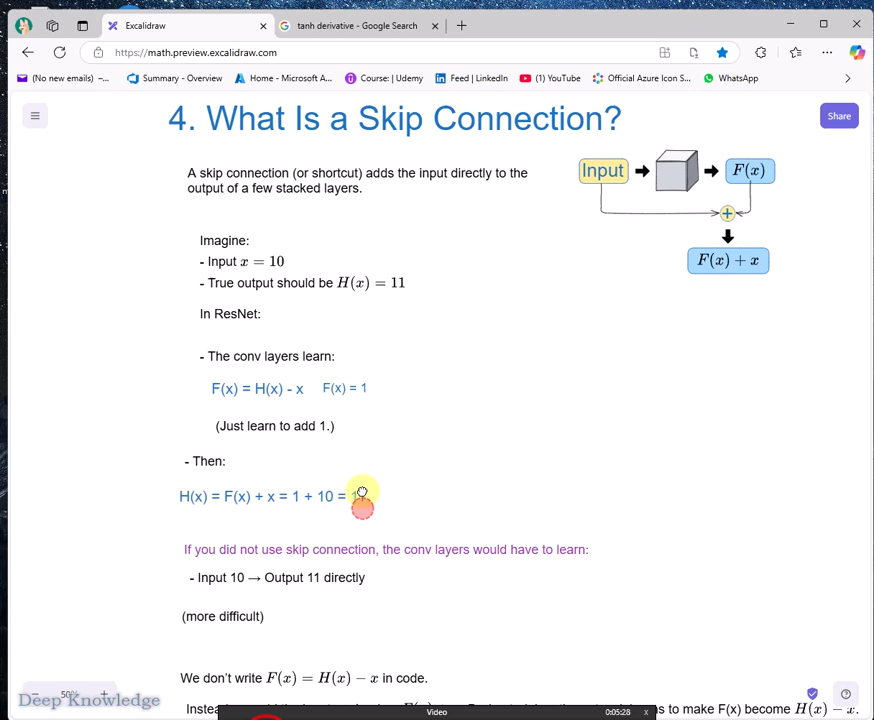 Excalidraw
tanh derivative - Google Search
https://math.preview.excalidraw.com
(No new emails) –...
Summary - Overview
Home - Microsoft A...
Course: | Udemy
Feed | LinkedIn
(1) YouTube
Official Azure Icon S...
WhatsApp
4. What Is a Skip Connection?
Share
A skip connection (or shortcut) adds the input directly to the
output of a few stacked layers.
Input
F(x)
+
F(x) + x
Imagine:
- Input x = 10
- True output should be H(x) = 11
In ResNet:
- The conv layers learn:
F(x) = H(x) - x F(x) = 1
(Just learn to add 1.)
- Then:
H(x) = F(x) + x = 1 + 10 =
If you did not use skip connection, the conv layers would have to learn:
- Input 10 → Output 11 directly
(more difficult)
We don't write F(x) = H(x) − x in code.
50%
Deep Knowledge
Video
0:05:28
x
s to make F(x) become H(x) − x.